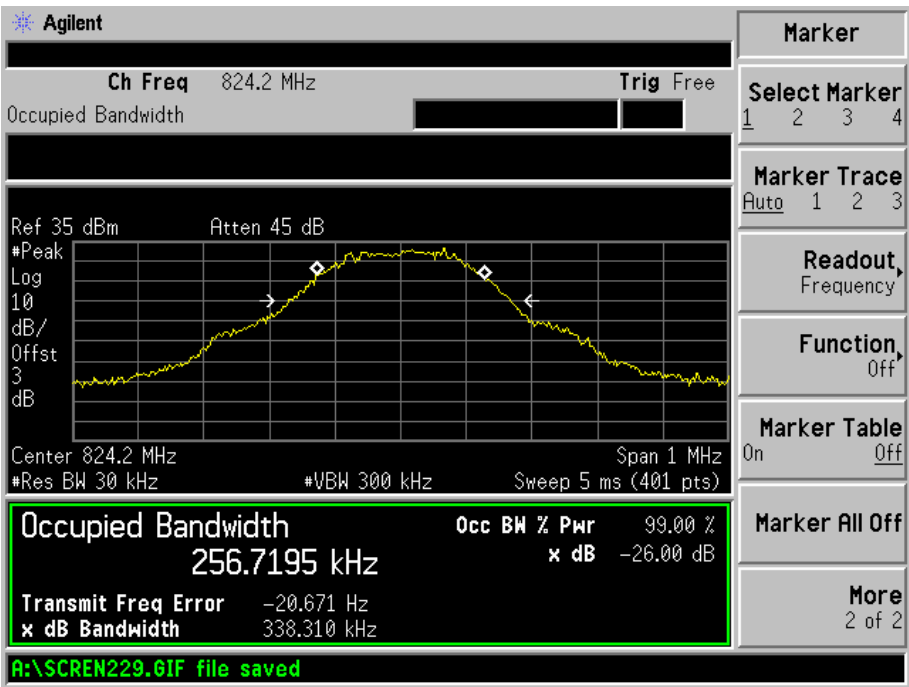 Agilent
Ch Freq 824.2 MHz Trig Free
Occupied Bandwidth
Ref 35 dBm Atten 45 dB
#Peak
Log
10
dB/
Offst
3
dB
Center 824.2 MHz Span 1 MHz
#Res BW 30 kHz #VBW 300 kHz Sweep 5 ms (401 pts)
Occupied Bandwidth Occ BW % Pwr 99.00 %
256.7195 kHz x dB -26.00 dB
Transmit Freq Error -20.671 Hz
x dB Bandwidth 338.310 kHz
A:\SCREN229.GIF file saved
Marker
Select Marker
1 2 3 4
Marker Trace
Auto 1 2 3
Readout
Frequency
Function
Off
Marker Table
On Off
Marker All Off
More
2 of 2